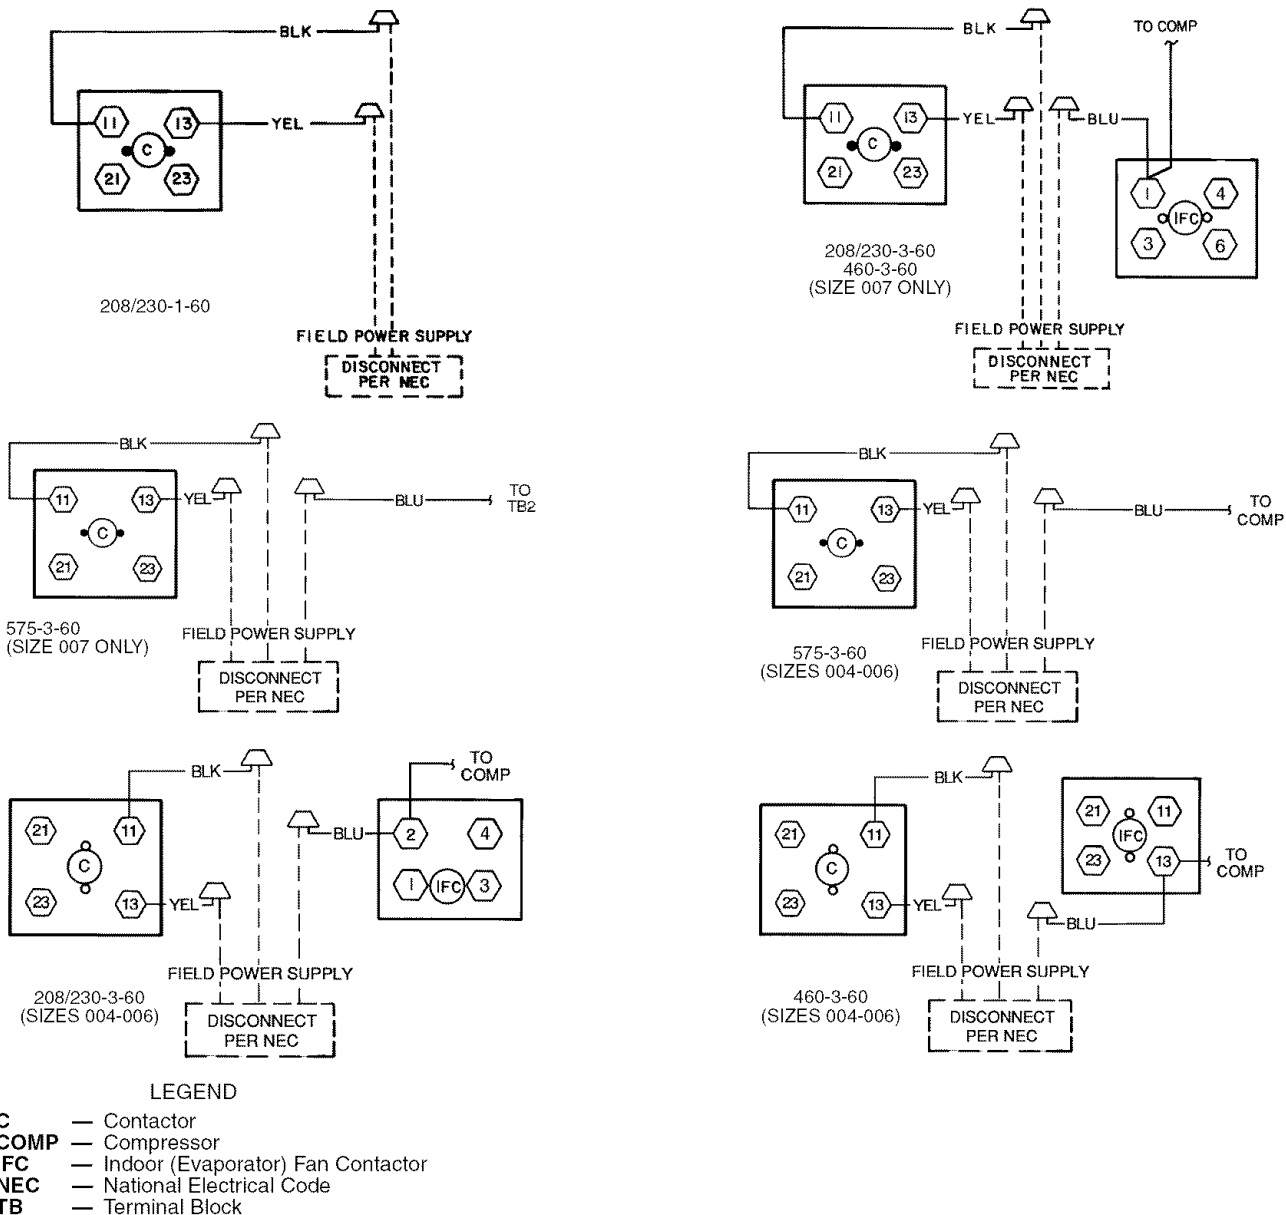 BLK
11
13
YEL
C
21
23
208/230-1-60
FIELD POWER SUPPLY
DISCONNECT
PER NEC
BLK
TO COMP
11
13
YEL
BLU
C
21
23
1
4
IFC
3
6
208/230-3-60
460-3-60
(SIZE 007 ONLY)
FIELD POWER SUPPLY
DISCONNECT
PER NEC
BLK
11
13
YEL
BLU
TO
TB2
C
21
23
575-3-60
(SIZE 007 ONLY)
FIELD POWER SUPPLY
DISCONNECT
PER NEC
BLK
11
13
YEL
BLU
TO
COMP
C
21
23
575-3-60
(SIZES 004-006)
FIELD POWER SUPPLY
DISCONNECT
PER NEC
BLK
TO
COMP
21
11
BLU
2
4
C
1
IFC
3
23
13
YEL
FIELD POWER SUPPLY
208/230-3-60
(SIZES 004-006)
DISCONNECT
PER NEC
BLK
21
11
21
11
IFC
C
23
13
TO
COMP
23
13
YEL
BLU
FIELD POWER SUPPLY
460-3-60
(SIZES 004-006)
DISCONNECT
PER NEC
LEGEND
C — Contactor
COMP — Compressor
IFC — Indoor (Evaporator) Fan Contactor
NEC — National Electrical Code
TB — Terminal Block